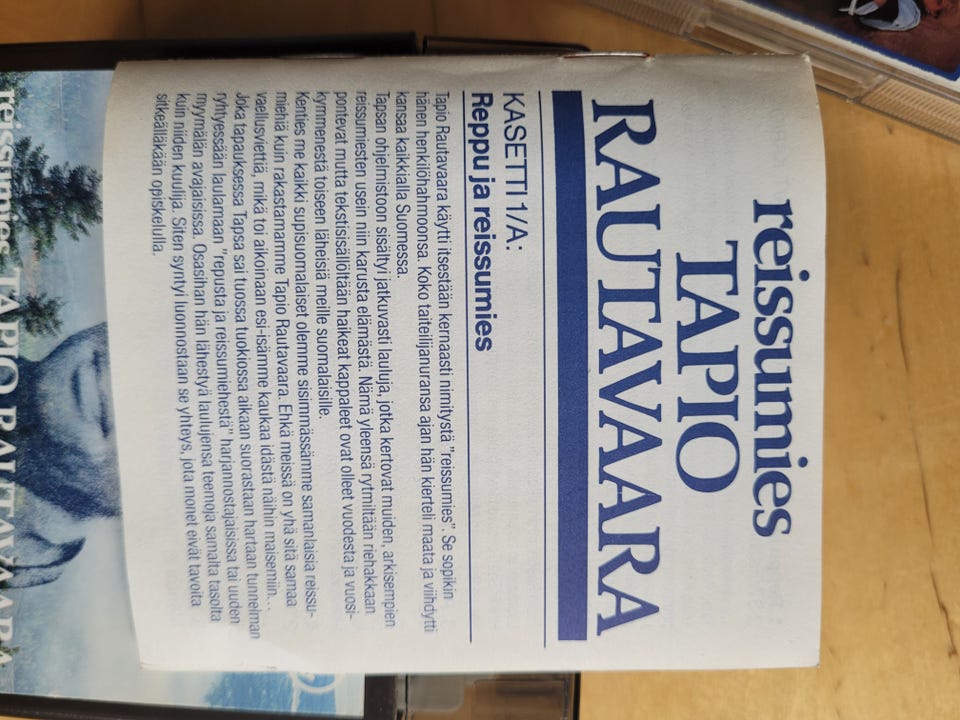 reissumies
TAPIO
RAUTAVAARA
KASETTI 1/A:
Reppu ja reissumies
Tapio Rautavaara käytti itsestään kernaasti nimitystä "reissumies". Se sopikin
hänen henkilöhahmoonsa. Koko taiteilijanuransa ajan hän kierteli maata ja viihdytti
kansaa kaikkialla Suomessa.
Tapsan ohjelmistoon sisältyi jatkuvasti lauluja, jotka kertovat muiden, arkisempien
reissumiesten usein niin karusta elämästä. Nämä yleensä rytmiltään riehakkaan
pontevat mutta tekstisisällöltään haikeat kappaleet ovat olleet vuodesta ja vuosi-
kymmenestä toiseen läheisiä meille suomalaisille.
Kenties me kaikki supisuomalaiset olemme sisimmässämme samanlaisia reissu-
miehiä kuin rakastamamme Tapio Rautavaara. Ehkä meissä on yhä sitä samaa
vaellusviettiä, mikä toi aikoinaan esi-isämme kaukaa idästä näihin maisemiin...
Joka tapauksessa Tapsa sai tuossa tuokiossa aikaan suorastaan hartaan tunnelman
ryhtyessään laulamaan "repusta ja reissumiehestä" harjannostajaisissa tai uuden
myymälän avajaisissa. Osasihan hän lähestyä laulujensa teemoja samalta tasolta
kuin niiden kuulija. Siten syntyi luonnostaan se yhteys, jota monet eivät tavoita
sitkeälläkään opiskelulla.
reissumies TAPIO RAUTAVAARA